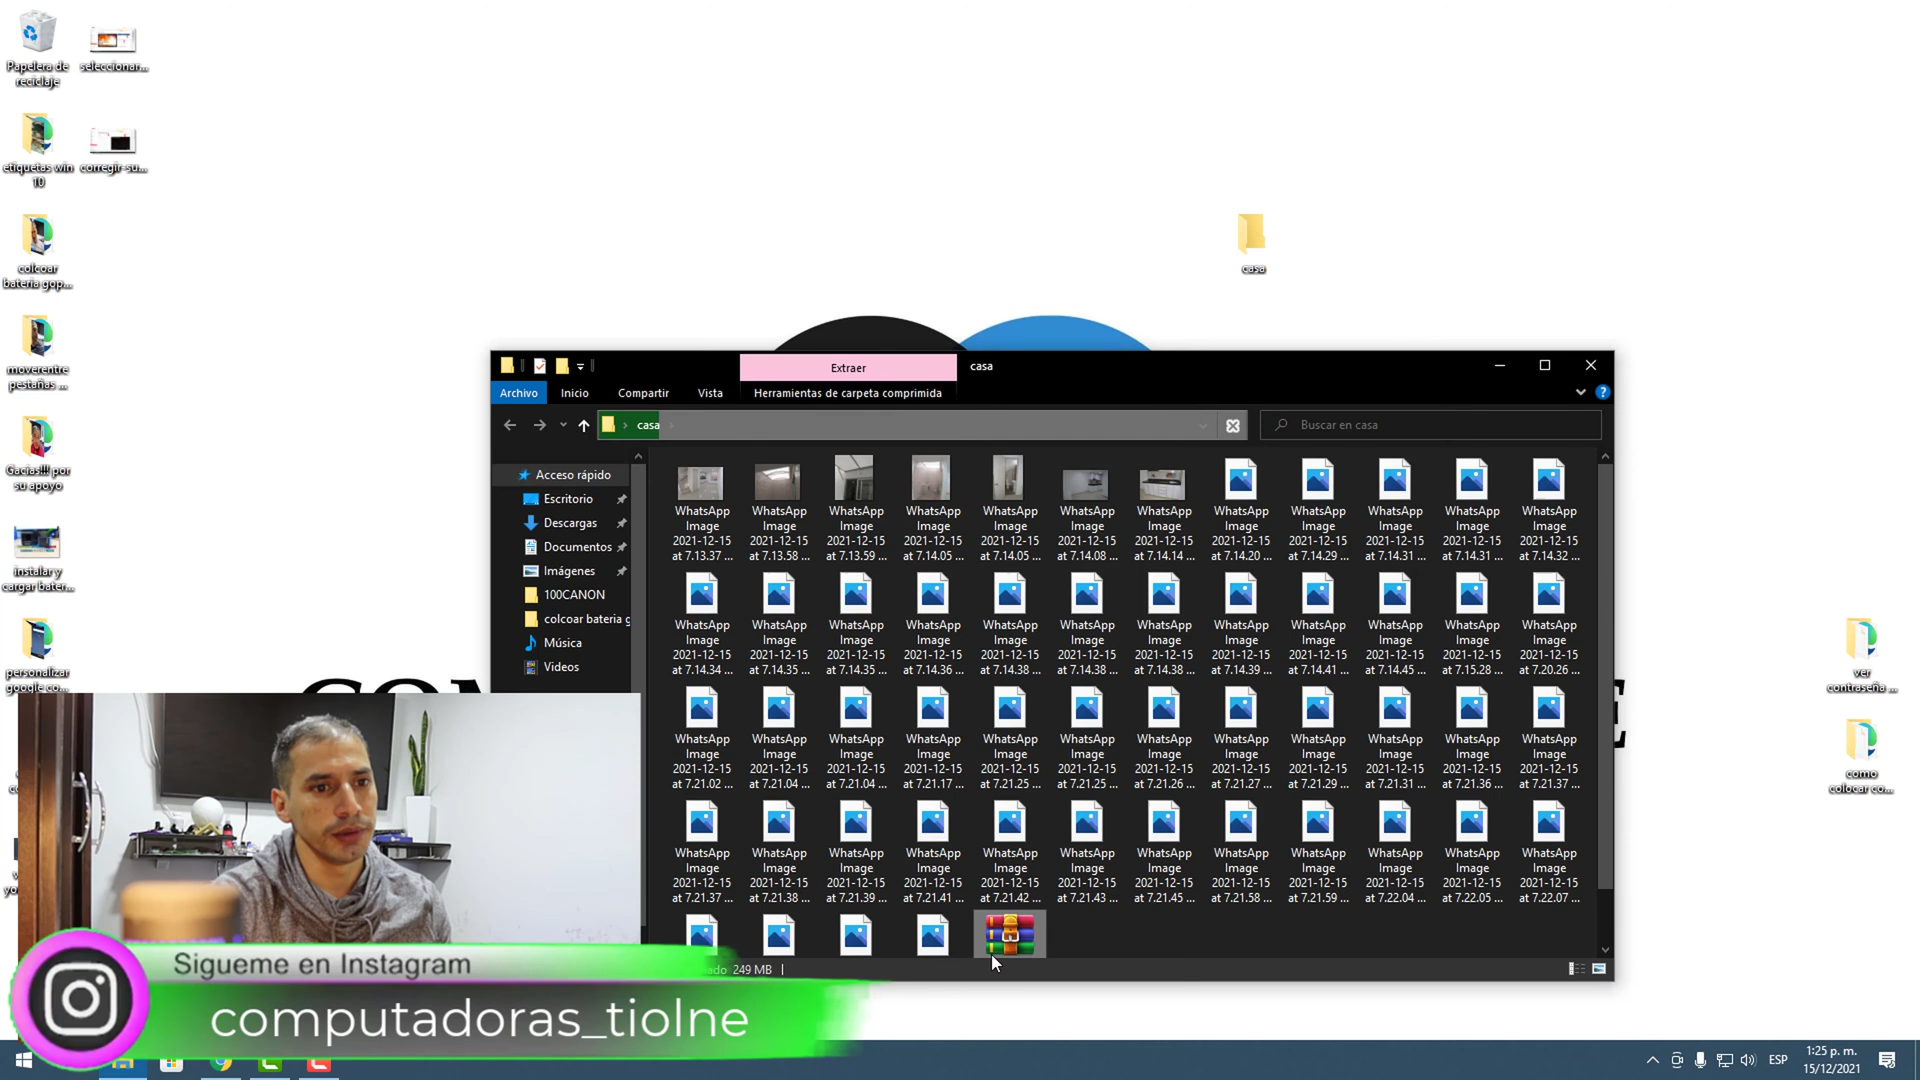 Papelera de
reciclaje
seleccionar...
etiquetas win
10
corregir-su...
colcoar
bateria gop...
moverentre
pestañas ...
Gacias!!! por
su apoyo
instalar y
cargar bater...
personalizar
google co...
casa
ver
contraseña ...
como
colocar co...
Extraer
casa
Archivo
Inicio
Compartir
Vista
Herramientas de carpeta comprimida
casa
Buscar en casa
Acceso rápido
Escritorio
Descargas
Documentos
Imágenes
100CANON
colcoar bateria g
Música
Videos
WhatsApp WhatsApp WhatsApp WhatsApp WhatsApp WhatsApp WhatsApp WhatsApp WhatsApp WhatsApp WhatsApp WhatsApp
Image Image Image Image Image Image Image Image Image Image Image Image
2021-12-15 2021-12-15 2021-12-15 2021-12-15 2021-12-15 2021-12-15 2021-12-15 2021-12-15 2021-12-15 2021-12-15 2021-12-15 2021-12-15
at 7.13.37 ... at 7.13.58 ... at 7.13.59 ... at 7.14.05 ... at 7.14.05 ... at 7.14.08 ... at 7.14.14 ... at 7.14.20 ... at 7.14.29 ... at 7.14.31 ... at 7.14.31 ... at 7.14.32 ...
WhatsApp WhatsApp WhatsApp WhatsApp WhatsApp WhatsApp WhatsApp WhatsApp WhatsApp WhatsApp WhatsApp WhatsApp
Image Image Image Image Image Image Image Image Image Image Image Image
2021-12-15 2021-12-15 2021-12-15 2021-12-15 2021-12-15 2021-12-15 2021-12-15 2021-12-15 2021-12-15 2021-12-15 2021-12-15 2021-12-15
at 7.14.34 ... at 7.14.35 ... at 7.14.35 ... at 7.14.36 ... at 7.14.38 ... at 7.14.38 ... at 7.14.38 ... at 7.14.39 ... at 7.14.41 ... at 7.14.45 ... at 7.15.28 ... at 7.20.26 ...
WhatsApp WhatsApp WhatsApp WhatsApp WhatsApp WhatsApp WhatsApp WhatsApp WhatsApp WhatsApp WhatsApp WhatsApp
Image Image Image Image Image Image Image Image Image Image Image Image
2021-12-15 2021-12-15 2021-12-15 2021-12-15 2021-12-15 2021-12-15 2021-12-15 2021-12-15 2021-12-15 2021-12-15 2021-12-15 2021-12-15
at 7.21.02 ... at 7.21.04 ... at 7.21.04 ... at 7.21.17 ... at 7.21.25 ... at 7.21.25 ... at 7.21.26 ... at 7.21.27 ... at 7.21.29 ... at 7.21.31 ... at 7.21.36 ... at 7.21.37 ...
WhatsApp WhatsApp WhatsApp WhatsApp WhatsApp WhatsApp WhatsApp WhatsApp WhatsApp WhatsApp WhatsApp WhatsApp
Image Image Image Image Image Image Image Image Image Image Image Image
2021-12-15 2021-12-15 2021-12-15 2021-12-15 2021-12-15 2021-12-15 2021-12-15 2021-12-15 2021-12-15 2021-12-15 2021-12-15 2021-12-15
at 7.21.37 ... at 7.21.38 ... at 7.21.39 ... at 7.21.41 ... at 7.21.42 ... at 7.21.43 ... at 7.21.45 ... at 7.21.58 ... at 7.21.59 ... at 7.22.04 ... at 7.22.05 ... at 7.22.07 ...
249 MB
Sigueme en Instagram
computadoras_tiolne
ESP
1:25 p. m.
15/12/2021